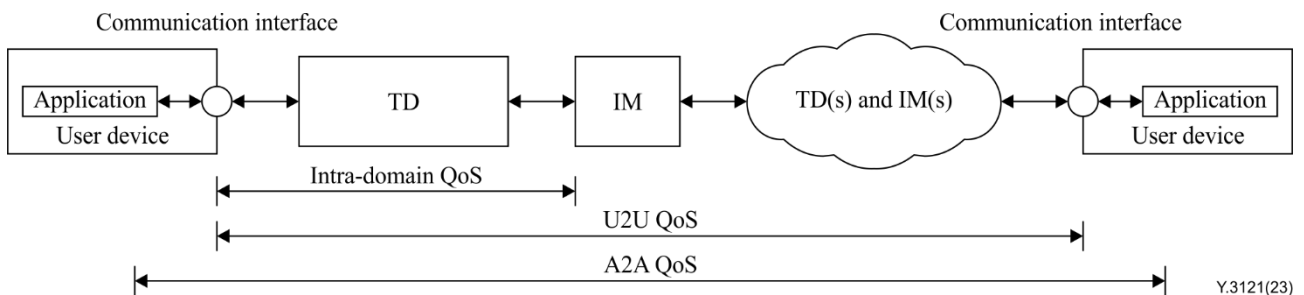 Communication interface
Communication interface
Application
User device
TD
IM
TD(s) and IM(s)
Application
User device
Intra-domain QoS
U2U QoS
A2A QoS
Y.3121(23)